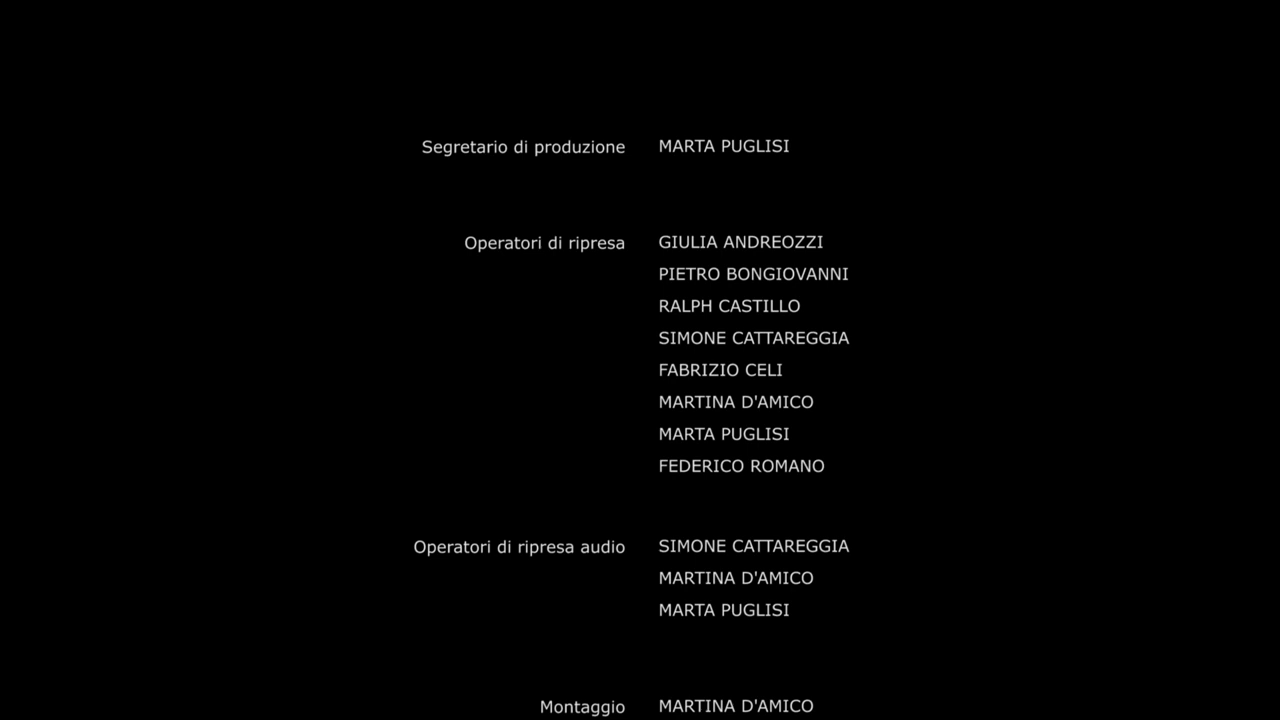 Segretario di produzione MARTA PUGLISI
Operatori di ripresa GIULIA ANDREOZZI
PIETRO BONGIOVANNI
RALPH CASTILLO
SIMONE CATTAREGGIA
FABRIZIO CELI
MARTINA D'AMICO
MARTA PUGLISI
FEDERICO ROMANO
Operatori di ripresa audio SIMONE CATTAREGGIA
MARTINA D'AMICO
MARTA PUGLISI
Montaggio MARTINA D'AMICO